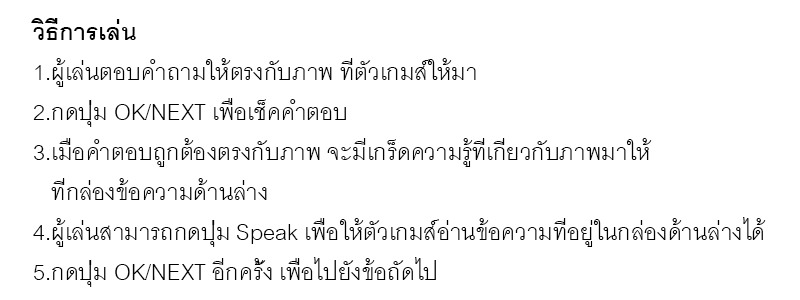 วิธีการเล่น
1.ผู้เล่นตอบคำถามให้ตรงกับภาพ ที่ตัวเกมส์ให้มา
2.กดปุ่ม OK/NEXT เพื่อเช็คคำตอบ
3.เมื่อคำตอบถูกต้องตรงกับภาพ จะมีเกร็ดความรู้ที่เกี่ยวกับภาพมาให้
ที่กล่องข้อความด้านล่าง
4.ผู้เล่นสามารถกดปุ่ม Speak เพื่อให้ตัวเกมส์อ่านข้อความที่อยู่ในกล่องด้านล่างได้
5.กดปุ่ม OK/NEXT อีกครั้ง เพื่อไปยังข้อถัดไป